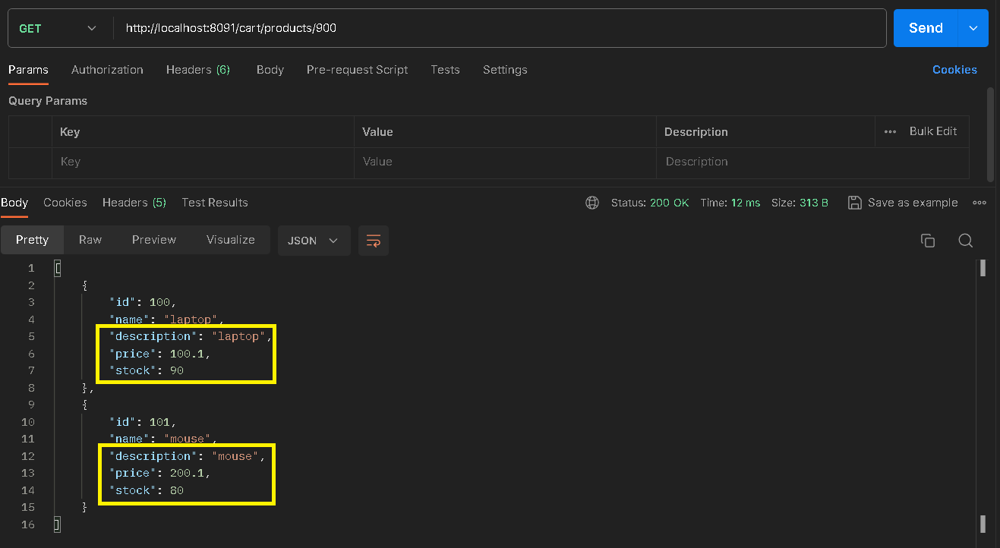 GET http://localhost:8091/cart/products/900 Send
Params Authorization Headers (6) Body Pre-request Script Tests Settings Cookies
Query Params
Key Value Description ••• Bulk Edit
Key Value Description
Body Cookies Headers (5) Test Results Status: 200 OK Time: 12 ms Size: 313 B Save as example
Pretty Raw Preview Visualize JSON
1 [
2 {
3 "id": 100,
4 "name": "laptop",
5 "description": "laptop",
6 "price": 100.1,
7 "stock": 90
8 },
9 {
10 "id": 101,
11 "name": "mouse",
12 "description": "mouse",
13 "price": 200.1,
14 "stock": 80
15 }
16 ]